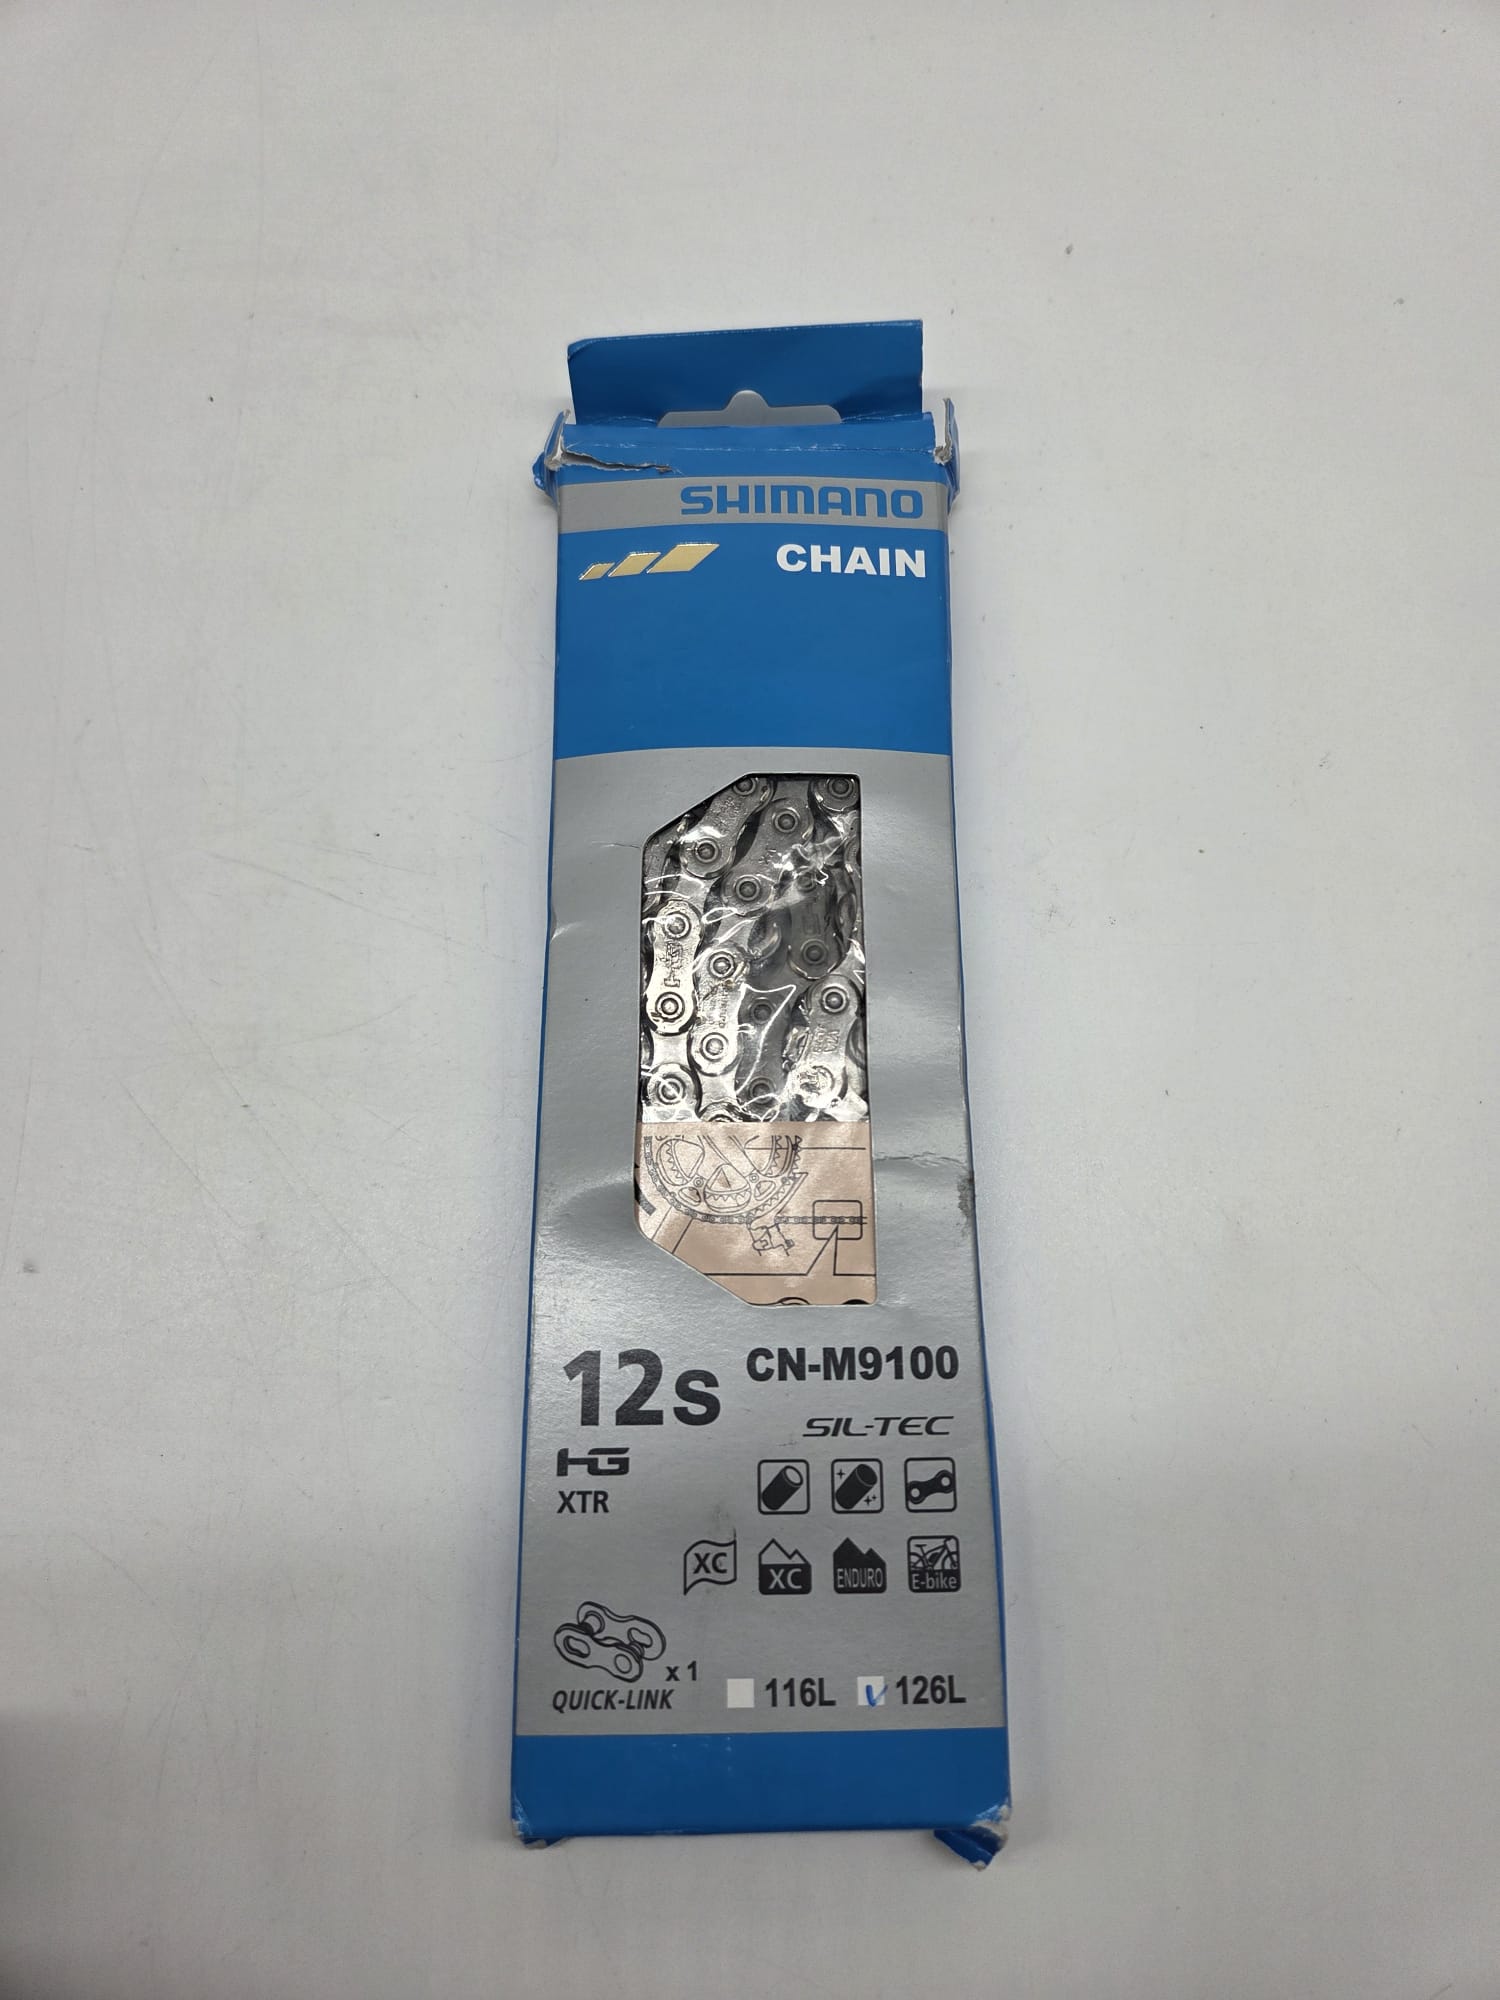 SHIMANO
CHAIN
12s CN-M9100
SIL-TEC
HG
XTR
XC XC ENDURO E-bike
x 1
QUICK-LINK
116L 126L